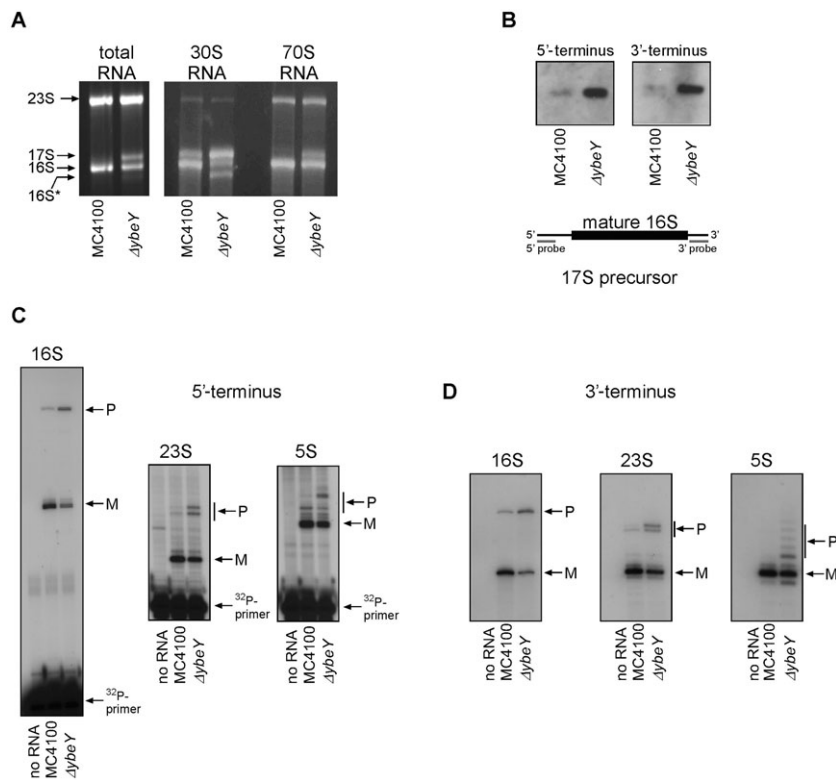 A
total RNA
30S RNA
70S RNA
23S
17S
16S
16S*
MC4100
ΔybeY
MC4100
ΔybeY
MC4100
ΔybeY
B
5'-terminus
3'-terminus
MC4100
ΔybeY
MC4100
ΔybeY
mature 16S
5'
3'
5' probe
3' probe
17S precursor
C
16S
5'-terminus
P
M
³²P-
primer
no RNA
MC4100
ΔybeY
23S
P
M
³²P-
primer
no RNA
MC4100
ΔybeY
5S
P
M
³²P-
primer
no RNA
MC4100
ΔybeY
D
3'-terminus
16S
P
M
no RNA
MC4100
ΔybeY
23S
P
M
no RNA
MC4100
ΔybeY
5S
P
M
no RNA
MC4100
ΔybeY